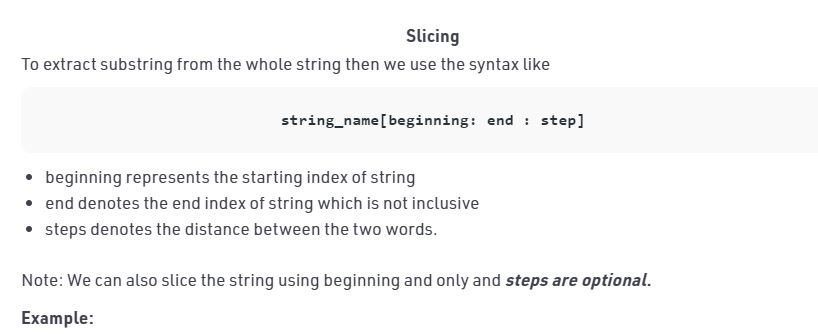 Slicing
To extract substring from the whole string then we use the syntax like
string_name[beginning: end : step]
• beginning represents the starting index of string
• end denotes the end index of string which is not inclusive
• steps denotes the distance between the two words.
Note: We can also slice the string using beginning and only and steps are optional.
Example: